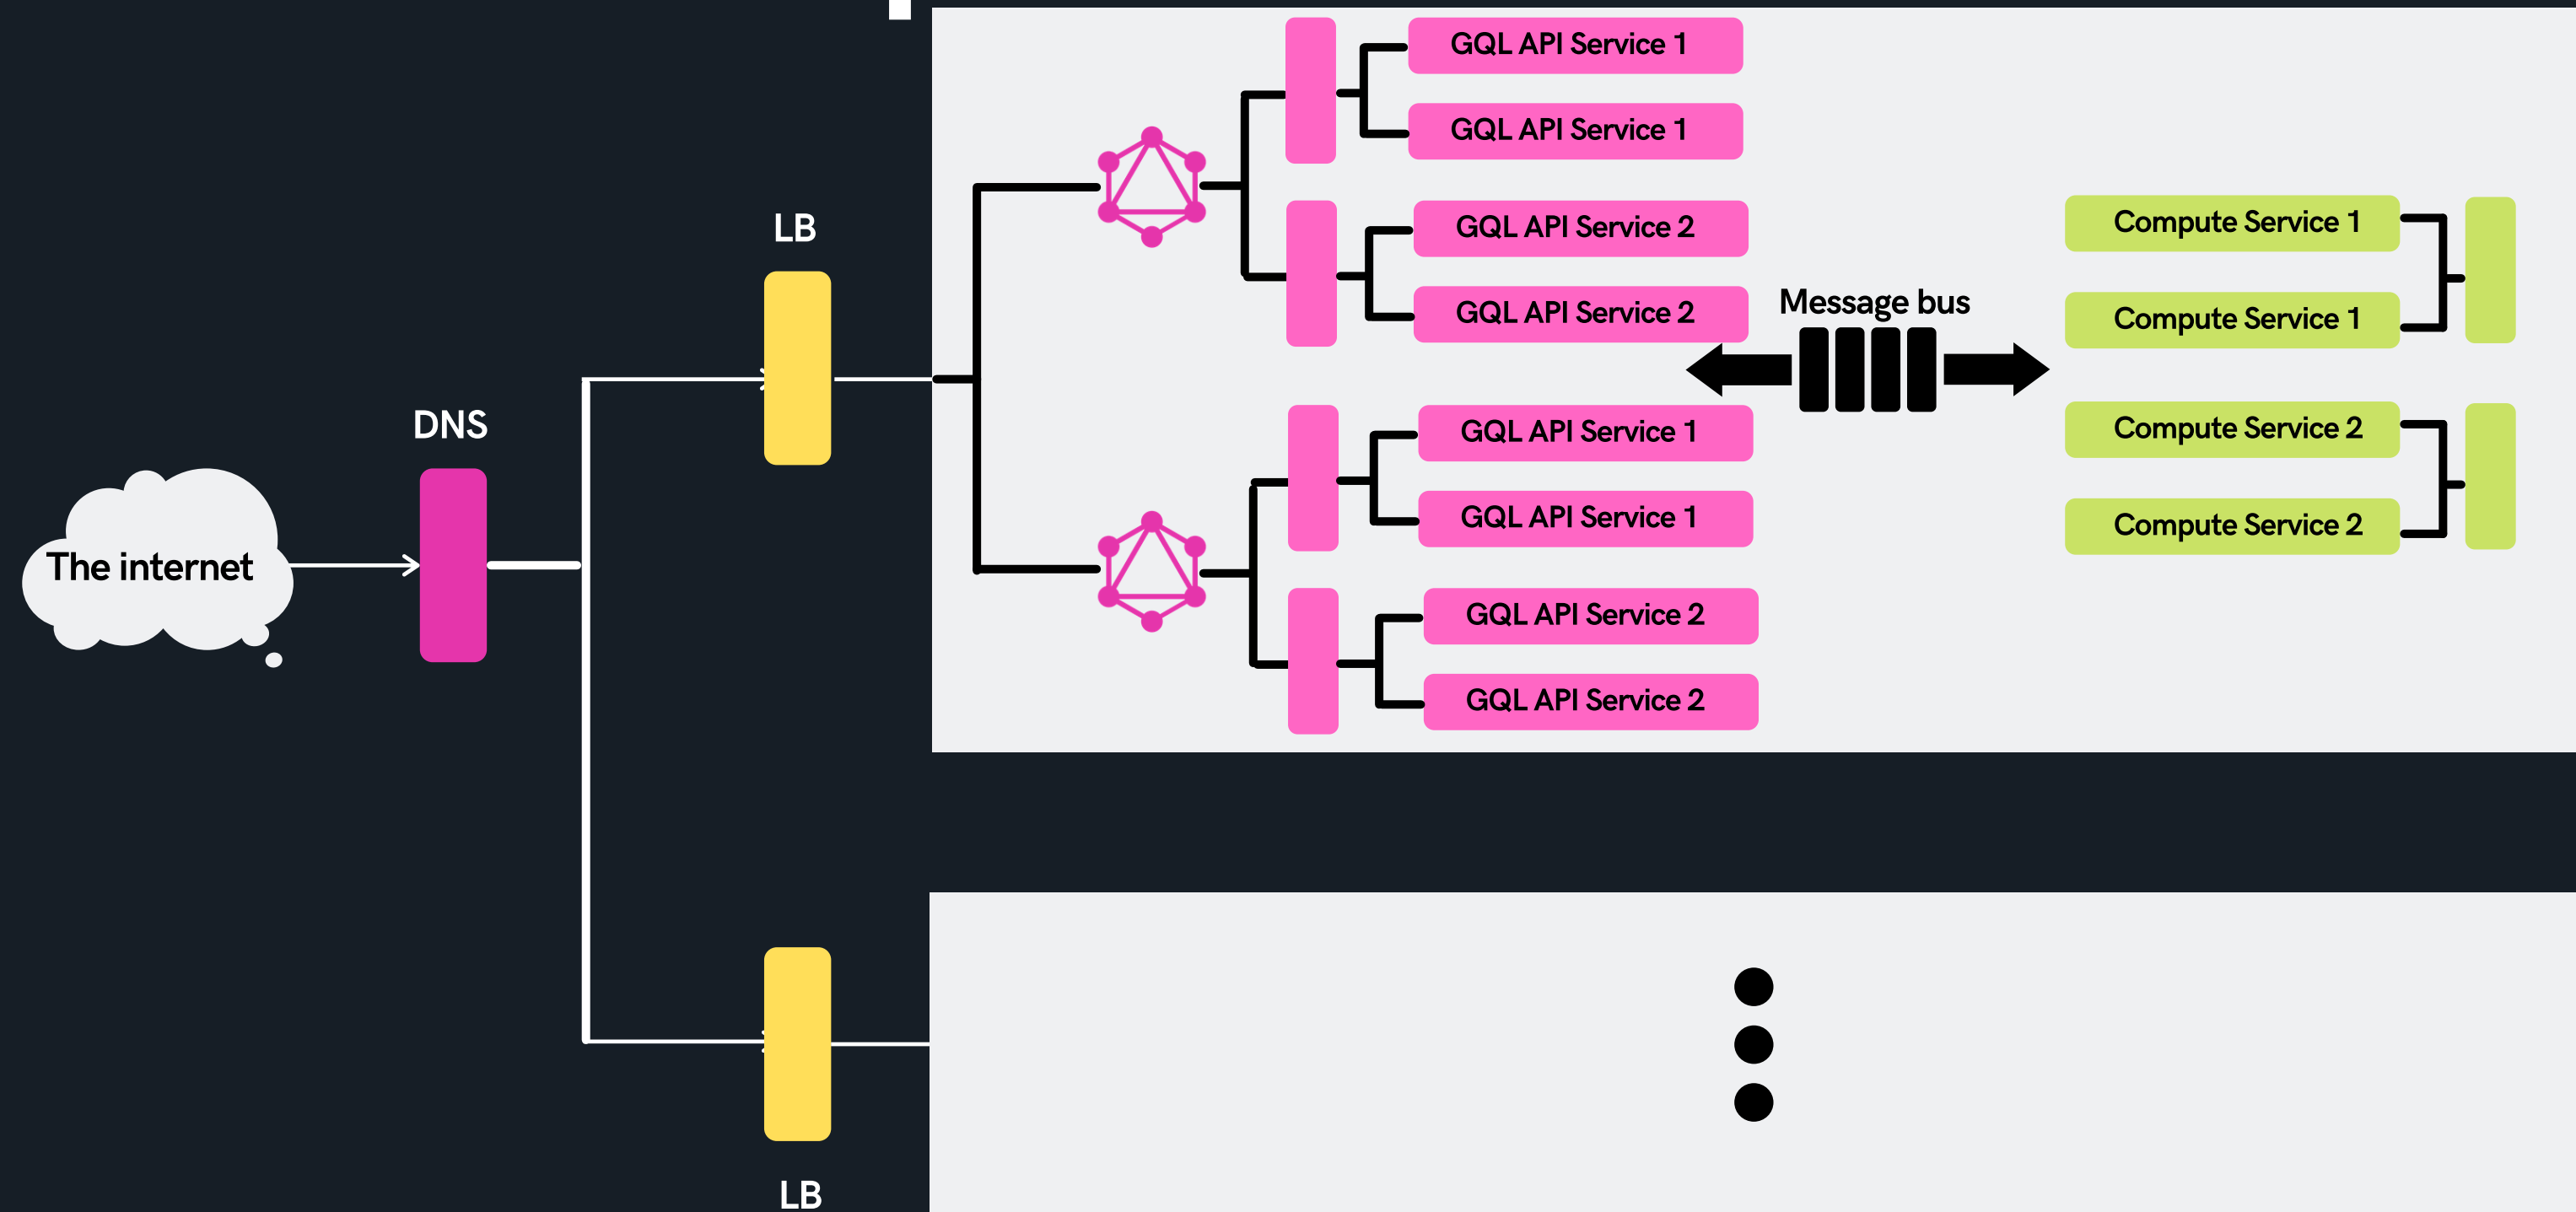 GQL API Service 1
GQL API Service 1
GQL API Service 2
GQL API Service 2
LB
Message bus
Compute Service 1
Compute Service 1
DNS
The internet
GQL API Service 1
GQL API Service 1
GQL API Service 2
GQL API Service 2
Compute Service 2
Compute Service 2
LB